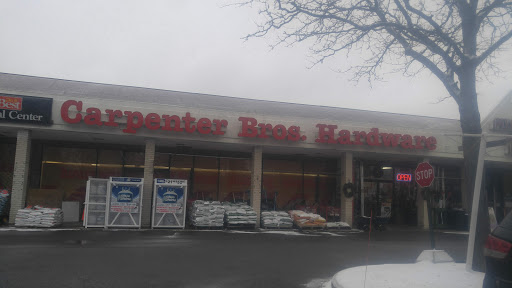 Best
al Center
Carpenter Bros. Hardware
OPEN
STOP